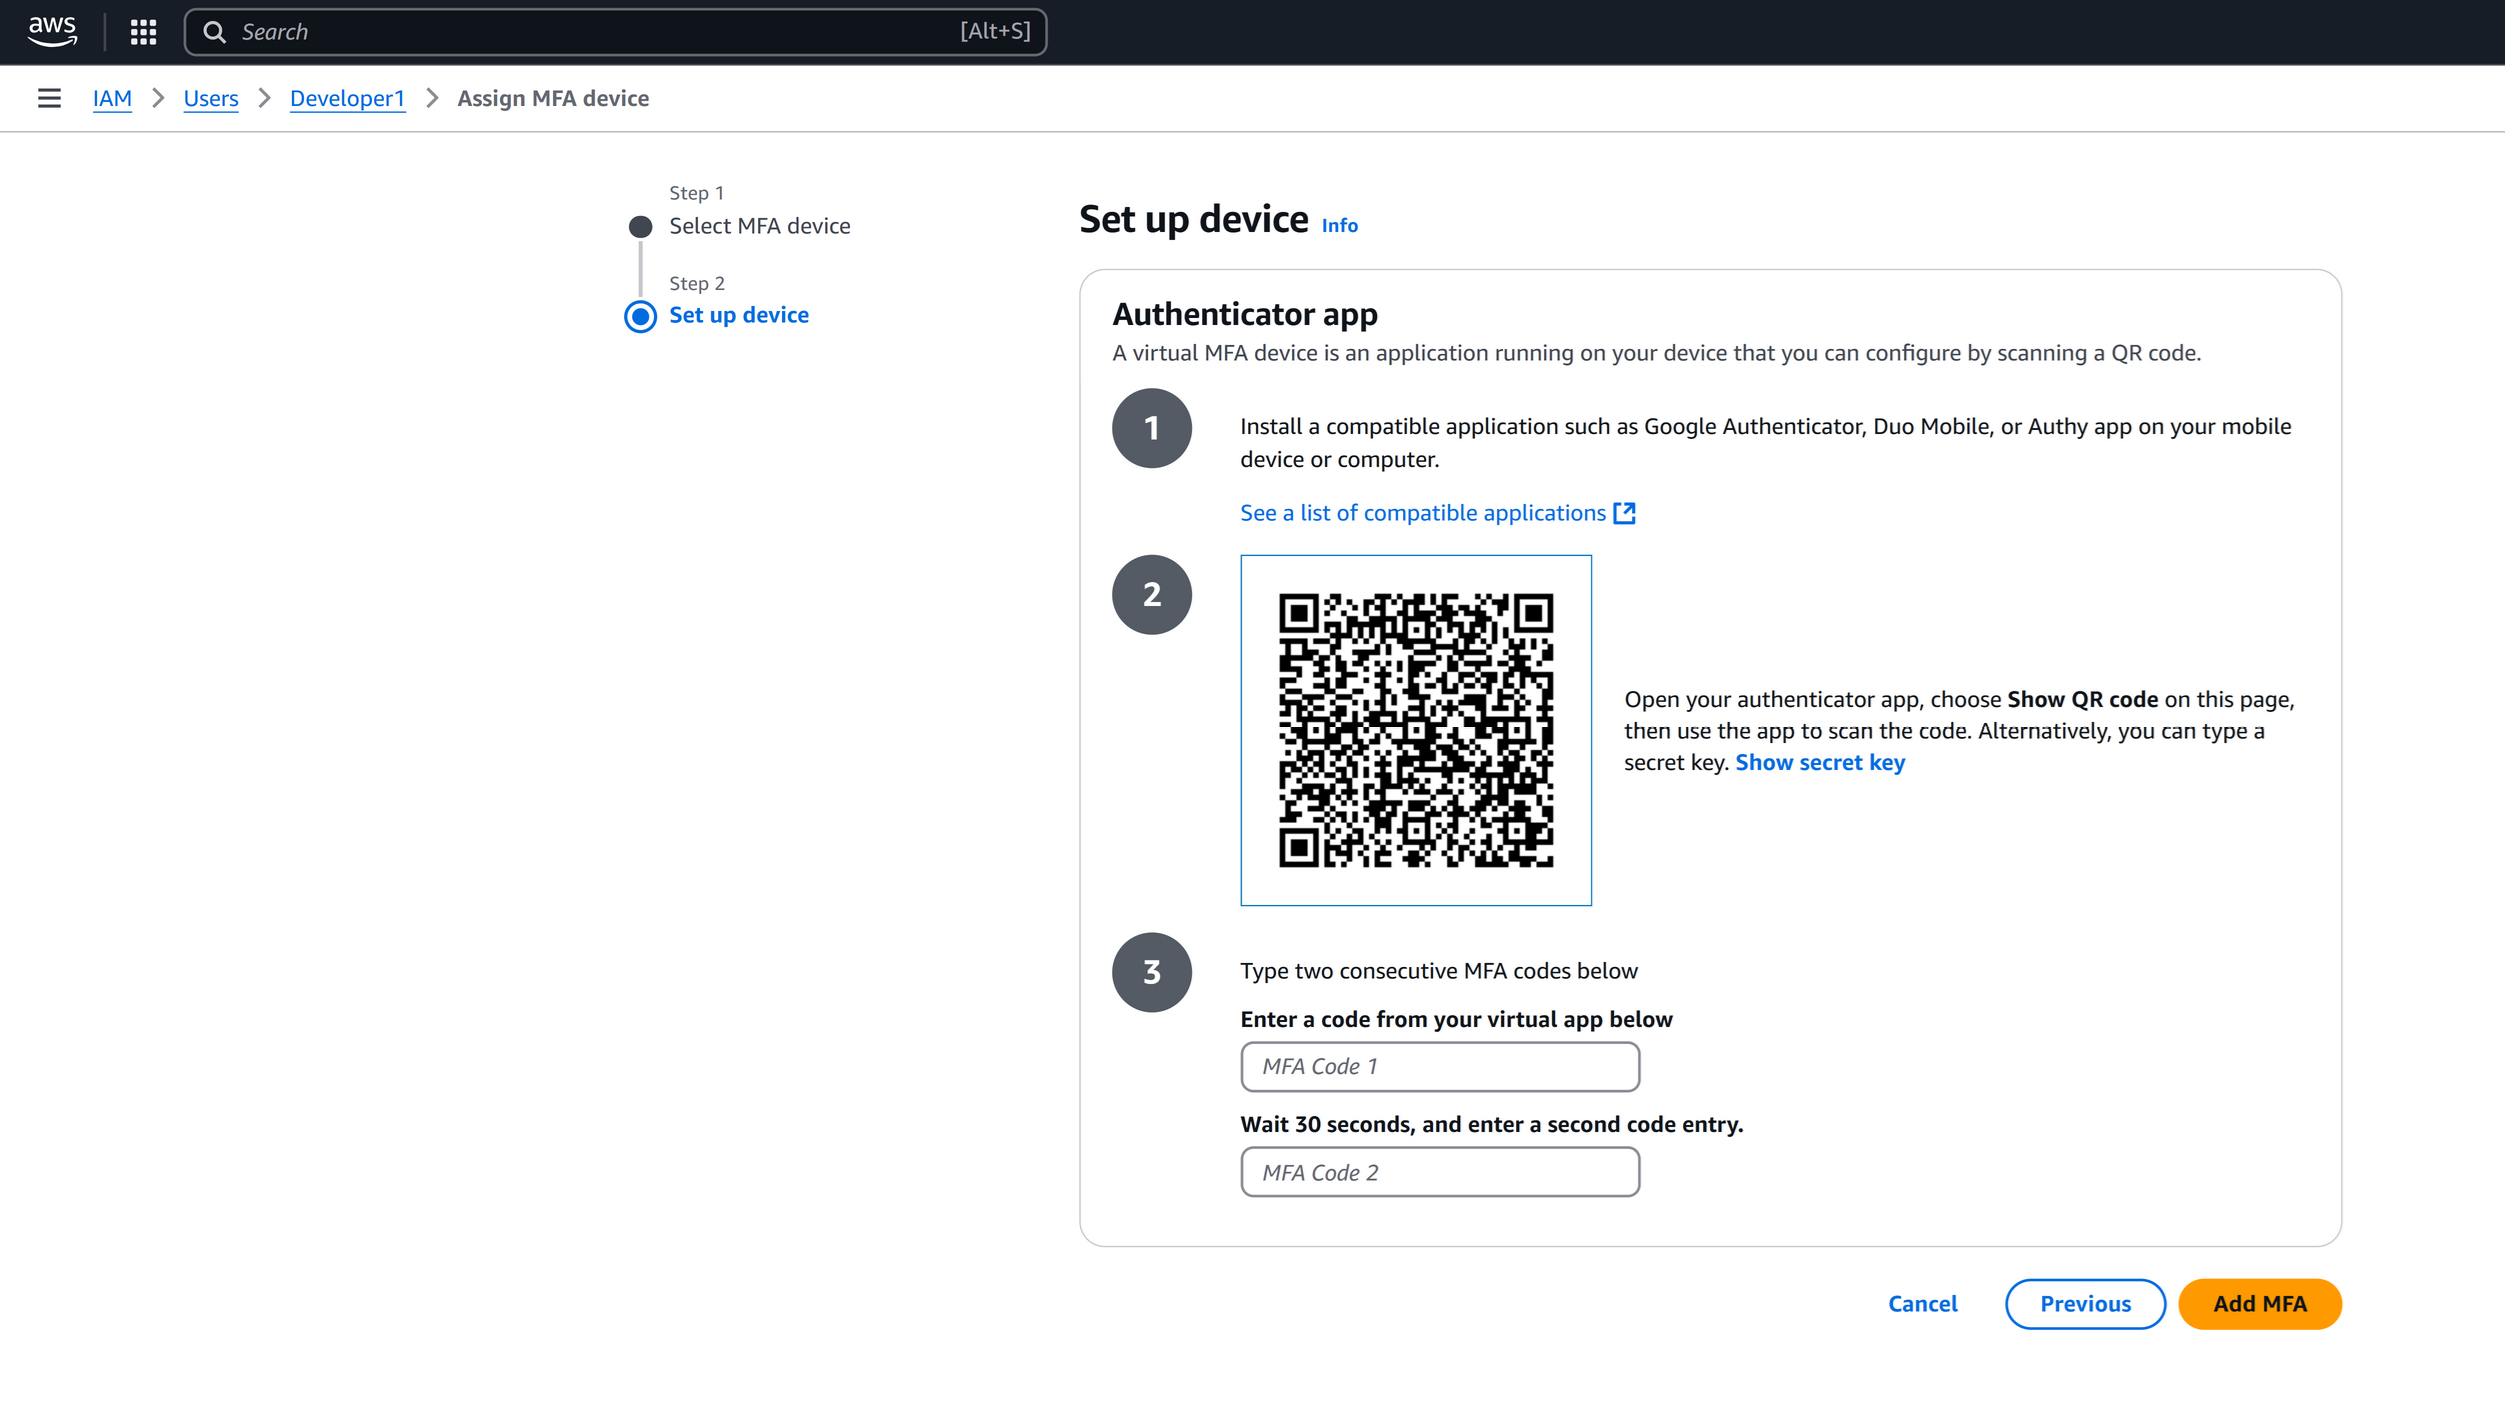 aws
Search
[Alt+S]
IAM
Users
Developer1
Assign MFA device
Step 1
Select MFA device
Step 2
Set up device
Set up device Info
Authenticator app
A virtual MFA device is an application running on your device that you can configure by scanning a QR code.
1
Install a compatible application such as Google Authenticator, Duo Mobile, or Authy app on your mobile
device or computer.
See a list of compatible applications
2
Open your authenticator app, choose Show QR code on this page,
then use the app to scan the code. Alternatively, you can type a
secret key. Show secret key
3
Type two consecutive MFA codes below
Enter a code from your virtual app below
MFA Code 1
Wait 30 seconds, and enter a second code entry.
MFA Code 2
Cancel
Previous
Add MFA